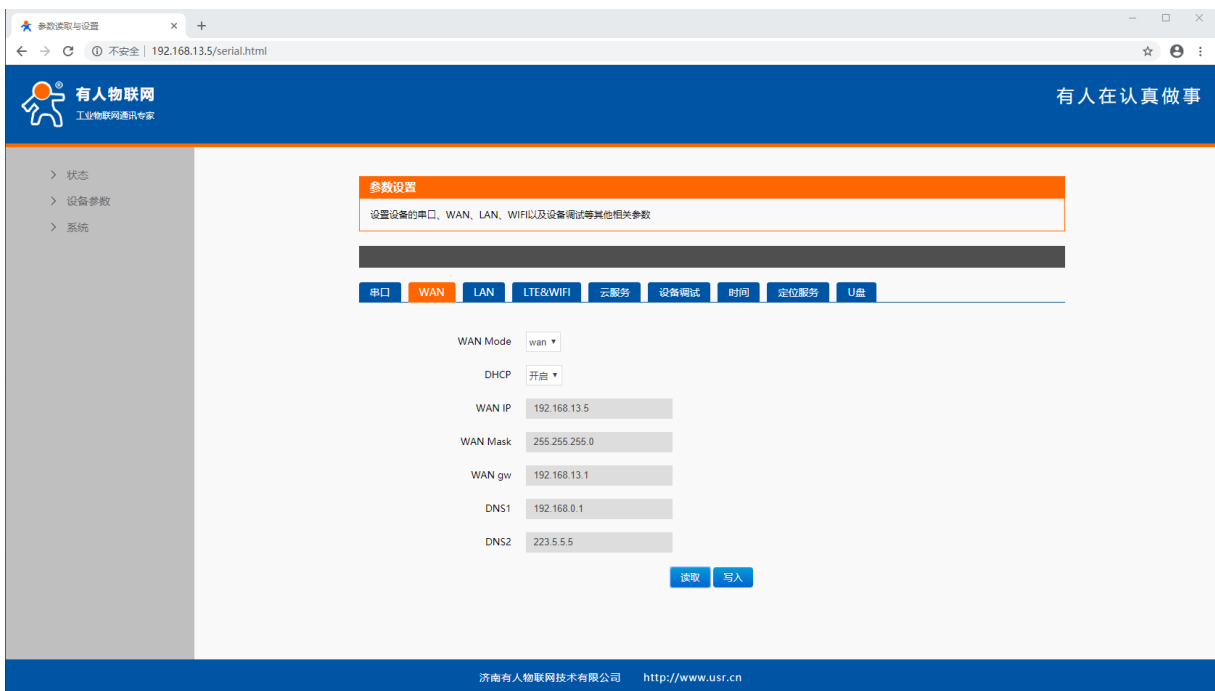 参数读取与设置
不安全 | 192.168.13.5/serial.html
有人物联网
工业物联网通讯专家
有人在认真做事
状态
设备参数
系统
参数设置
设置设备的串口、WAN、LAN、WIFI以及设备调试等其他相关参数
串口 WAN LAN LTE&WIFI 云服务 设备调试 时间 定位服务 U盘
WAN Mode wan
DHCP 开启
WAN IP 192.168.13.5
WAN Mask 255.255.255.0
WAN gw 192.168.13.1
DNS1 192.168.0.1
DNS2 223.5.5.5
读取 写入
济南有人物联网技术有限公司 http://www.usr.cn